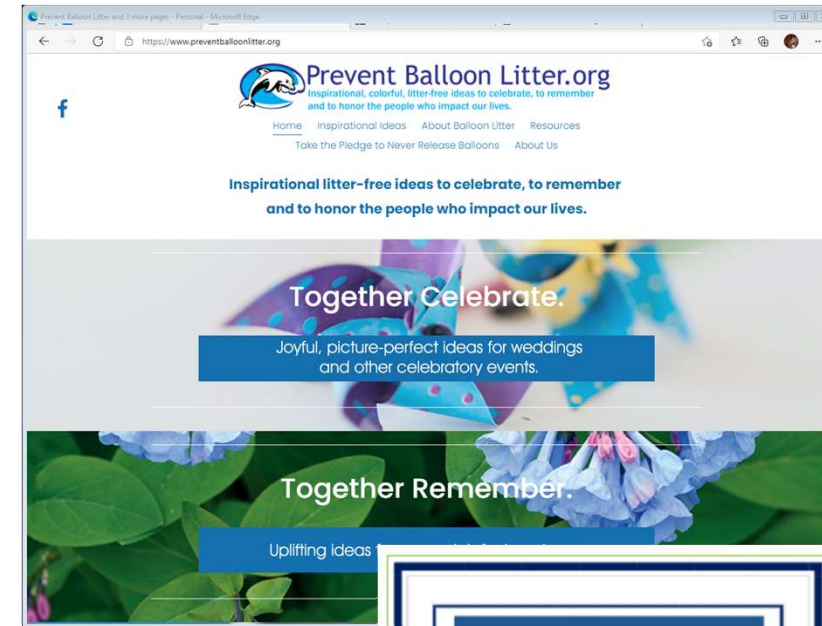 Prevent Balloon Litter and 3 more pages - Personal - Microsoft Edge
https://www.preventballoonlitter.org
Prevent Balloon Litter.org
Inspirational, colorful, litter-free ideas to celebrate, to remember
and to honor the people who impact our lives.
f
Home Inspirational Ideas About Balloon Litter Resources
Take the Pledge to Never Release Balloons About Us
Inspirational litter-free ideas to celebrate, to remember
and to honor the people who impact our lives.
Together Celebrate.
Joyful, picture-perfect ideas for weddings
and other celebratory events.
Together Remember.
Uplifting ideas